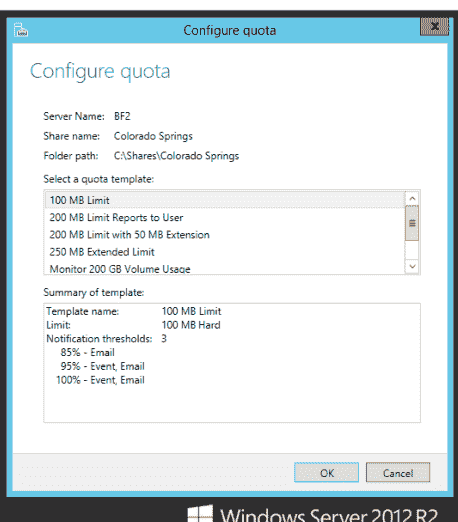 Configure quota
Configure quota
Server Name: BF2
Share name: Colorado Springs
Folder path: C:\Shares\Colorado Springs
Select a quota template:
100 MB Limit
200 MB Limit Reports to User
200 MB Limit with 50 MB Extension
250 MB Extended Limit
Monitor 200 GB Volume Usage
Summary of template:
Template name: 100 MB Limit
Limit: 100 MB Hard
Notification thresholds: 3
85% - Email
95% - Event, Email
100% - Event, Email
OK Cancel
Windows Server 2012 R2